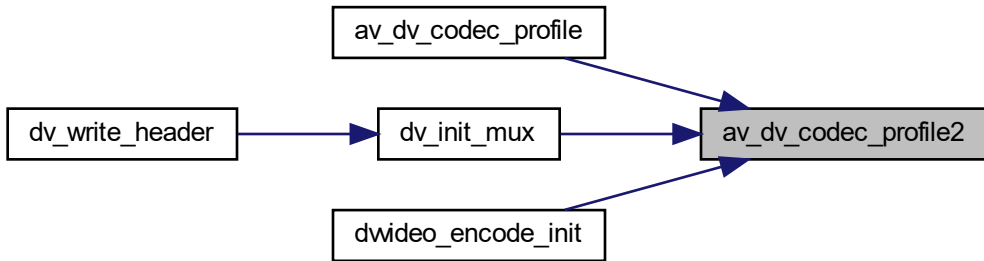 av_dv_codec_profile
dv_write_header
dv_init_mux
av_dv_codec_profile2
dvvideo_encode_init